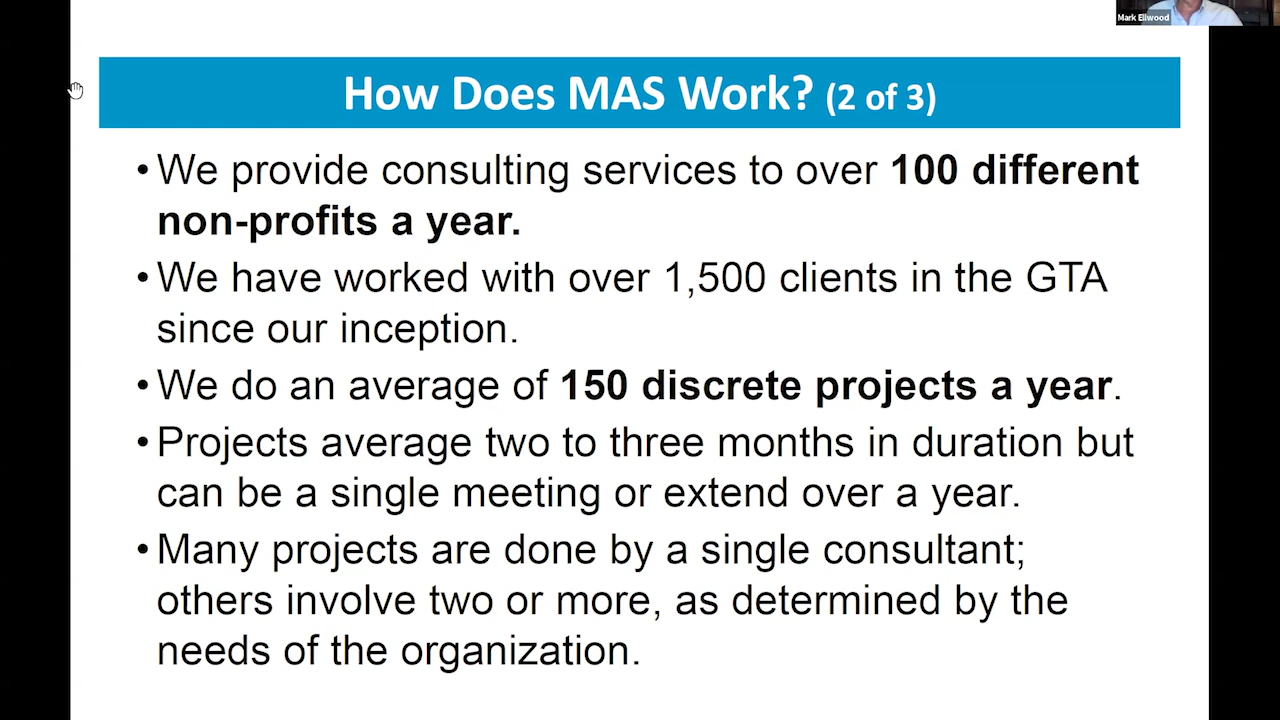 Mark Ellwood
How Does MAS Work? (2 of 3)
• We provide consulting services to over 100 different
non-profits a year.
• We have worked with over 1,500 clients in the GTA
since our inception.
• We do an average of 150 discrete projects a year.
• Projects average two to three months in duration but
can be a single meeting or extend over a year.
• Many projects are done by a single consultant;
others involve two or more, as determined by the
needs of the organization.